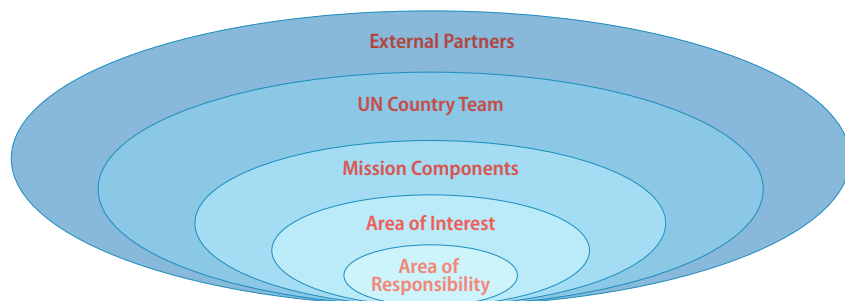 External Partners
UN Country Team
Mission Components
Area of Interest
Area of
Responsibility